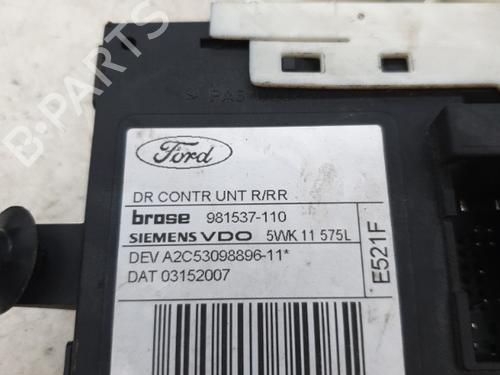 B-PARTS
Ford
DR CONTR UNT R/RR
brose 981537-110
SIEMENS VDO 5WK 11 575L
DEV A2C53098896-11*
DAT 03152007
E521F